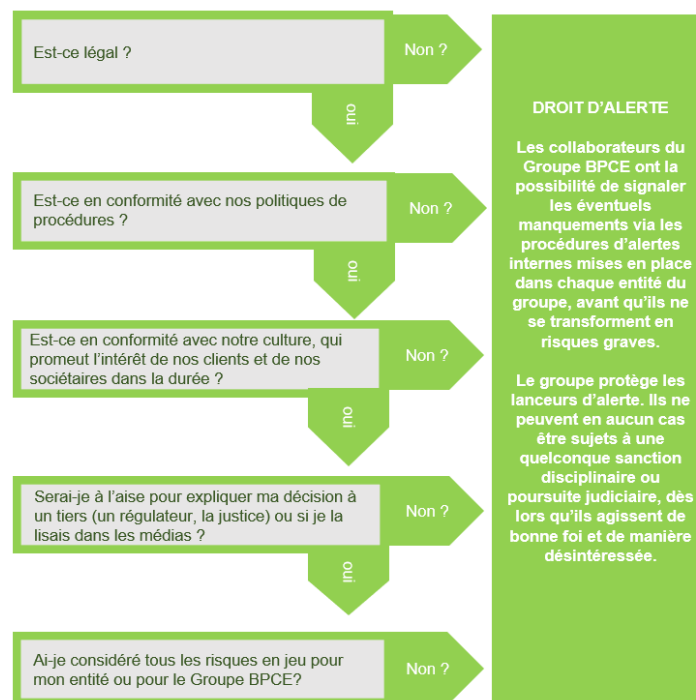 Est-ce légal ?
Non ?
oui
Est-ce en conformité avec nos politiques de
procédures ?
Non ?
oui
Est-ce en conformité avec notre culture, qui
promeut l'intérêt de nos clients et de nos
sociétaires dans la durée ?
Non ?
oui
Serai-je à l'aise pour expliquer ma décision à
un tiers (un régulateur, la justice) ou si je la
lisais dans les médias ?
Non ?
oui
Ai-je considéré tous les risques en jeu pour
mon entité ou pour le Groupe BPCE?
Non ?
DROIT D'ALERTE
Les collaborateurs du
Groupe BPCE ont la
possibilité de signaler
les éventuels
manquements via les
procédures d'alertes
internes mises en place
dans chaque entité du
groupe, avant qu'ils ne
se transforment en
risques graves.
Le groupe protège les
lanceurs d'alerte. Ils ne
peuvent en aucun cas
être sujets à une
quelconque sanction
disciplinaire ou
poursuite judiciaire, dès
lors qu'ils agissent de
bonne foi et de manière
désintéressée.